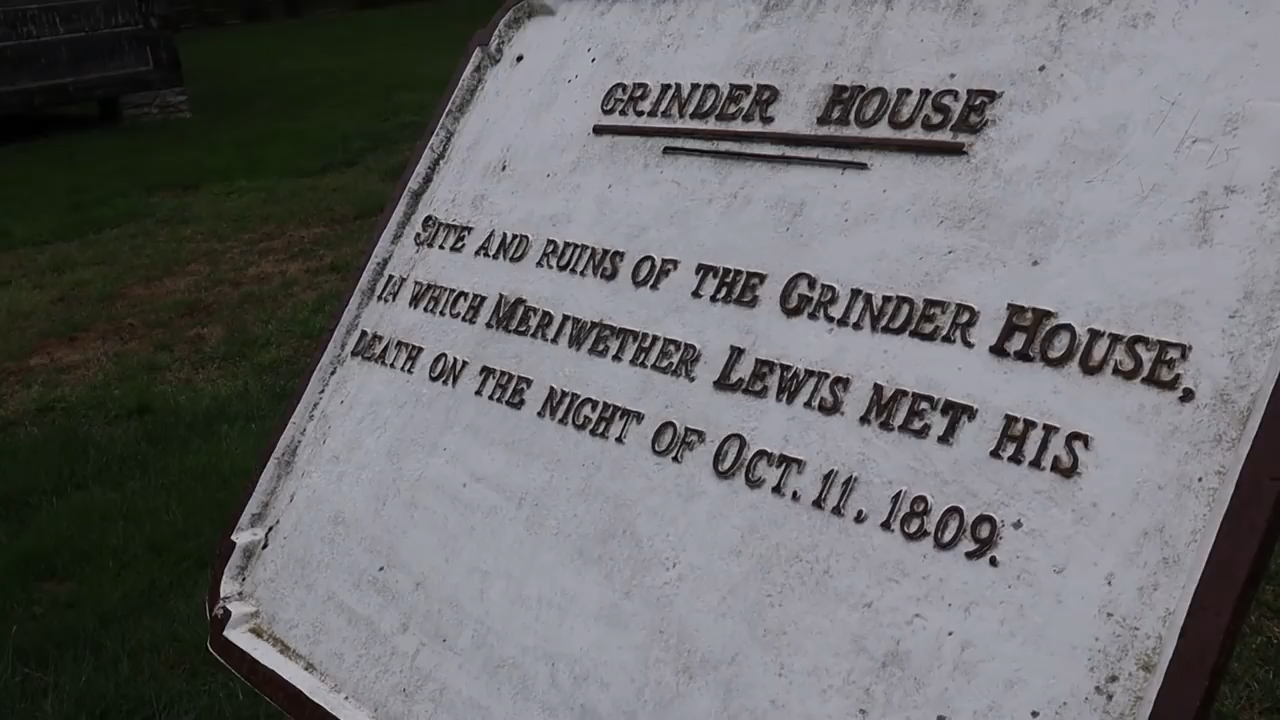 GRINDER HOUSE
SITE AND RUINS OF THE GRINDER HOUSE,
IN WHICH MERIWETHER LEWIS MET HIS
DEATH ON THE NIGHT OF OCT. 11, 1809.